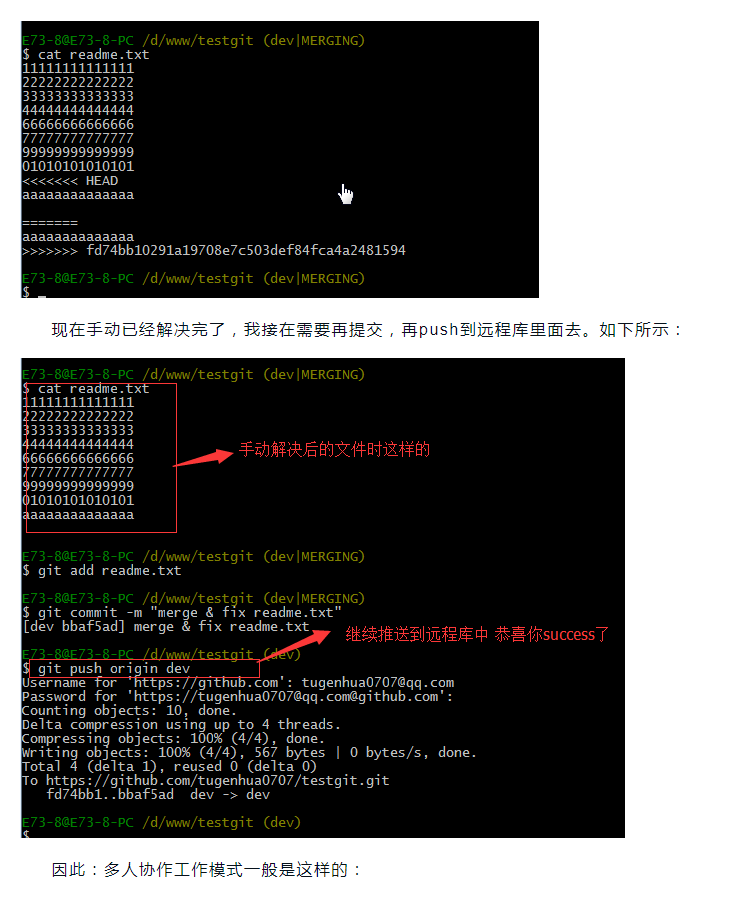 E73-8@E73-8-PC /d/www/testgit (dev|MERGING)
$ cat readme.txt
11111111111111
22222222222222
33333333333333
44444444444444
66666666666666
77777777777777
99999999999999
01010101010101
<<<<<<< HEAD
aaaaaaaaaaaaaa
=======
aaaaaaaaaaaaaa
>>>>>>> fd74bb10291a19708e7c503def84fca4a2481594
E73-8@E73-8-PC /d/www/testgit (dev|MERGING)
$
现在手动已经解决完了，我接在需要再提交，再push到远程库里面去。如下所示：
E73-8@E73-8-PC /d/www/testgit (dev|MERGING)
$ cat readme.txt
11111111111111
22222222222222
33333333333333
44444444444444
手动解决后的文件时这样的
66666666666666
77777777777777
99999999999999
01010101010101
aaaaaaaaaaaaaa
E73-8@E73-8-PC /d/www/testgit (dev|MERGING)
$ git add readme.txt
E73-8@E73-8-PC /d/www/testgit (dev|MERGING)
$ git commit -m "merge & fix readme.txt"
[dev bbaf5ad] merge & fix readme.txt
继续推送到远程库中 恭喜你success了
E73-8@E73-8-PC /d/www/testgit (dev)
$ git push origin dev
Username for 'https://github.com': tugenhua0707@qq.com
Password for 'https://tugenhua0707@qq.com@github.com':
Counting objects: 10, done.
Delta compression using up to 4 threads.
Compressing objects: 100% (4/4), done.
Writing objects: 100% (4/4), 567 bytes | 0 bytes/s, done.
Total 4 (delta 1), reused 0 (delta 0)
To https://github.com/tugenhua0707/testgit.git
fd74bb1..bbaf5ad  dev -> dev
E73-8@E73-8-PC /d/www/testgit (dev)
$
因此：多人协作工作模式一般是这样的：